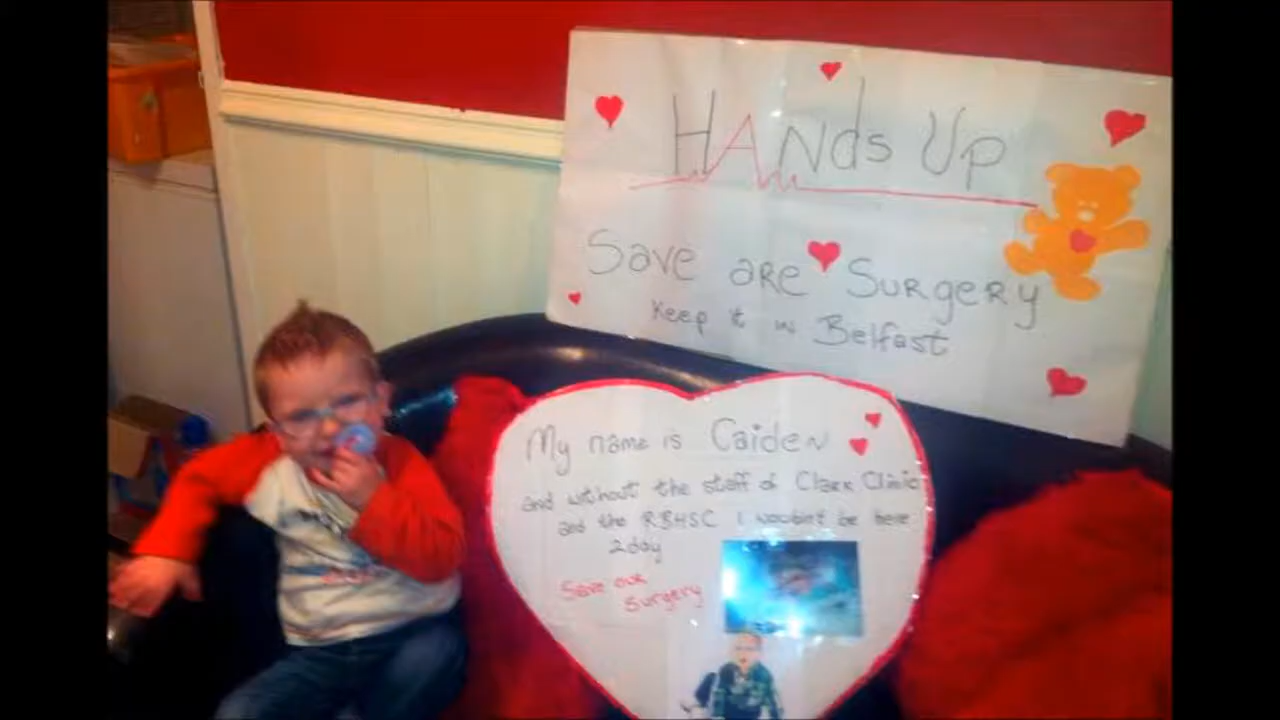 HANds Up
Save are Surgery
Keep it in Belfast
My name is Caiden
and without the staff of Clark Clinic
and the RBHSC I wouldn't be here
2day
Save our
Surgery